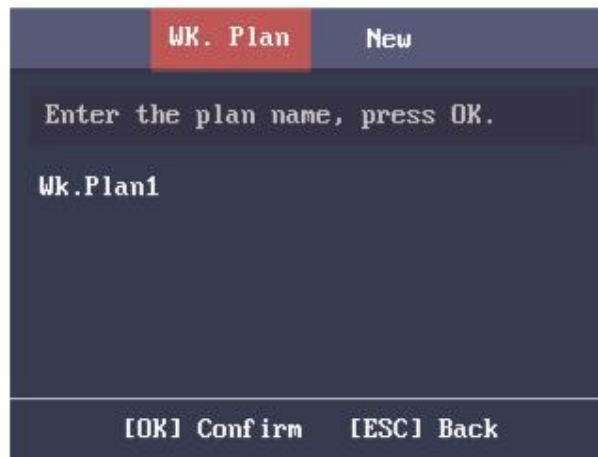 WK. Plan New
Enter the plan name, press OK.
Wk.Plan1
[OK] Confirm [ESC] Back